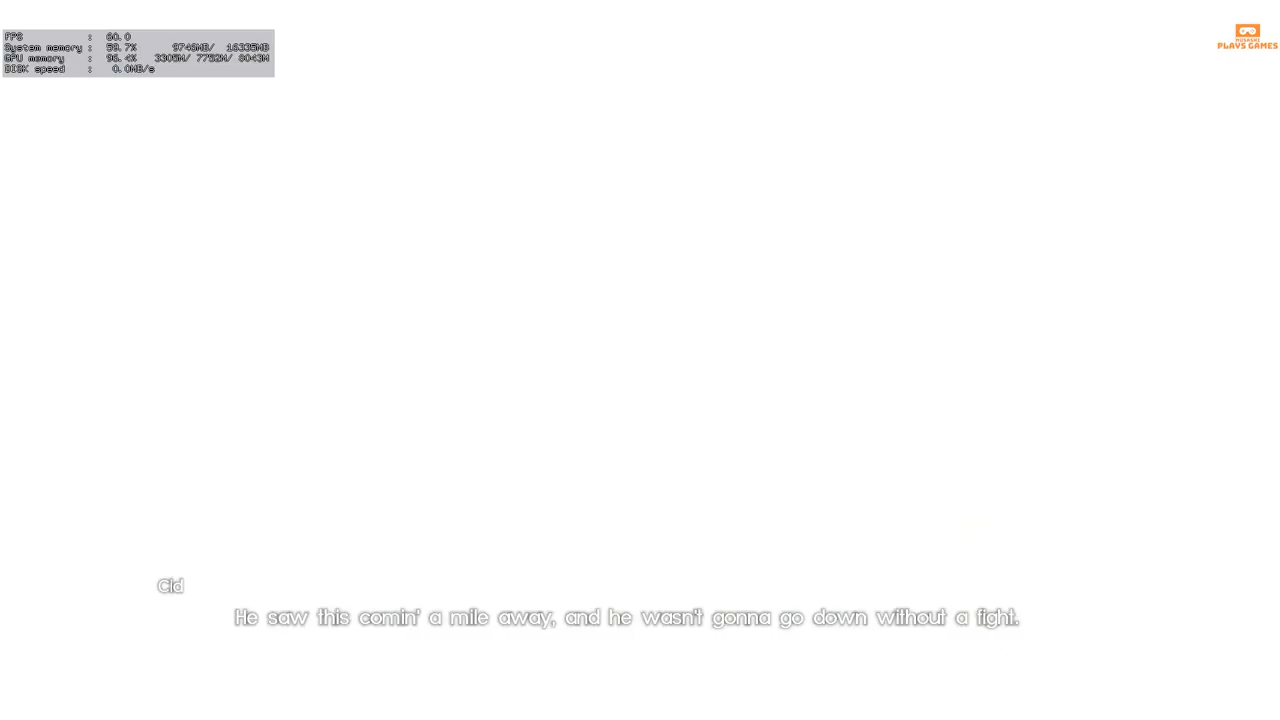 FPS : 60.0
System memory : 59.7% 9746MB/ 16335MB
GPU memory : 96.4% 3305M/ 7752M/ 8043M
DISK speed : 0.0MB/s
MUSASHI
PLAYS GAMES
Cid
He saw this comin' a mile away, and he wasn't gonna go down without a fight.